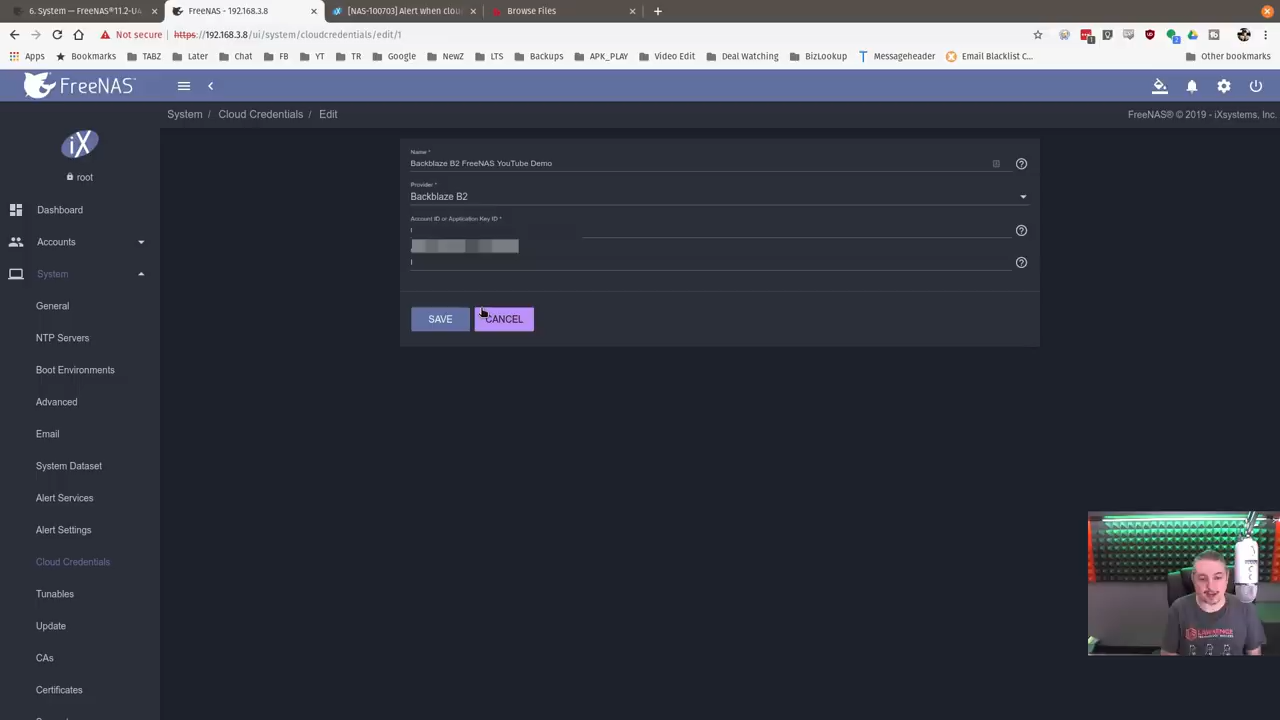 6. System — FreeNAS®11.2-U
FreeNAS - 192.168.3.8
[NAS-100703] Alert when clou
Browse Files
Not secure
https://192.168.3.8/ui/system/cloudcredentials/edit/1
Apps
Bookmarks
TABZ
Later
Chat
FB
YT
TR
Google
NewZ
LTS
Backups
APK_PLAY
Video Edit
Deal Watching
BizLookup
Messageheader
Email Blacklist C...
Other bookmarks
FreeNAS
System / Cloud Credentials / Edit
FreeNAS® © 2019 - iXsystems, Inc.
iX
root
Dashboard
Accounts
System
General
NTP Servers
Boot Environments
Advanced
Email
System Dataset
Alert Services
Alert Settings
Cloud Credentials
Tunables
Update
CAs
Certificates
Name *
Backblaze B2 FreeNAS YouTube Demo
Provider *
Backblaze B2
Account ID or Application Key ID *
SAVE
CANCEL
LAWRENCE